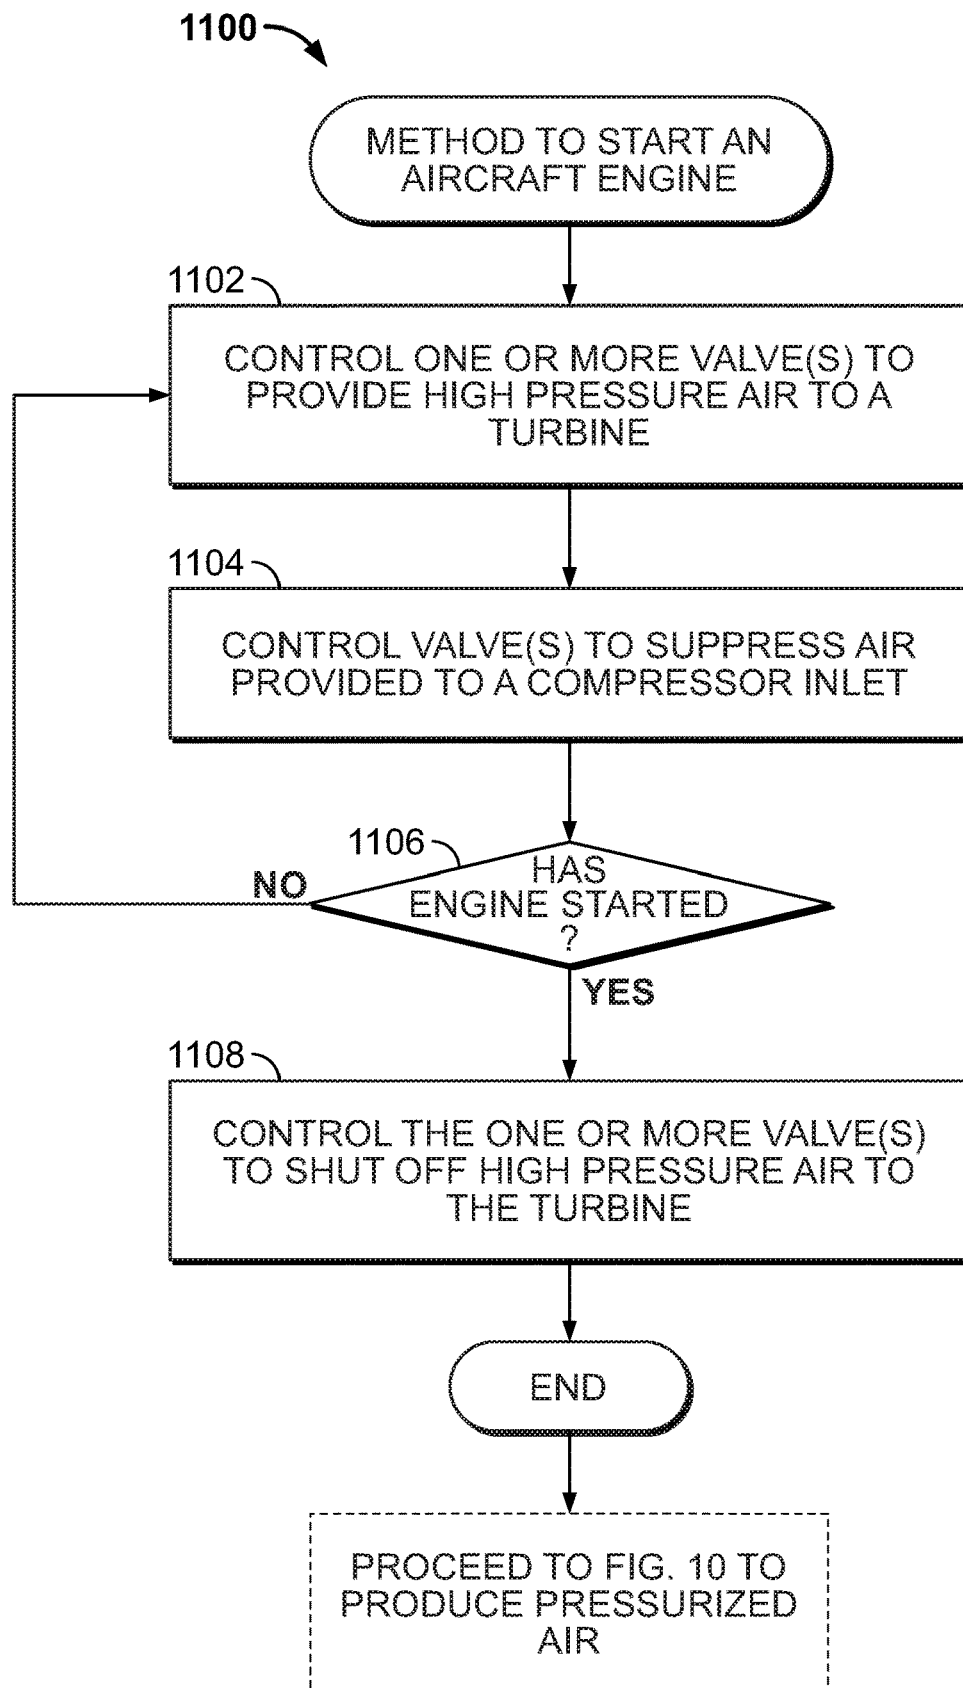 1100
METHOD TO START AN
AIRCRAFT ENGINE
1102
CONTROL ONE OR MORE VALVE(S) TO
PROVIDE HIGH PRESSURE AIR TO A
TURBINE
1104
CONTROL VALVE(S) TO SUPPRESS AIR
PROVIDED TO A COMPRESSOR INLET
1106
HAS
ENGINE STARTED
?
NO
YES
1108
CONTROL THE ONE OR MORE VALVE(S)
TO SHUT OFF HIGH PRESSURE AIR TO
THE TURBINE
END
PROCEED TO FIG. 10 TO
PRODUCE PRESSURIZED
AIR